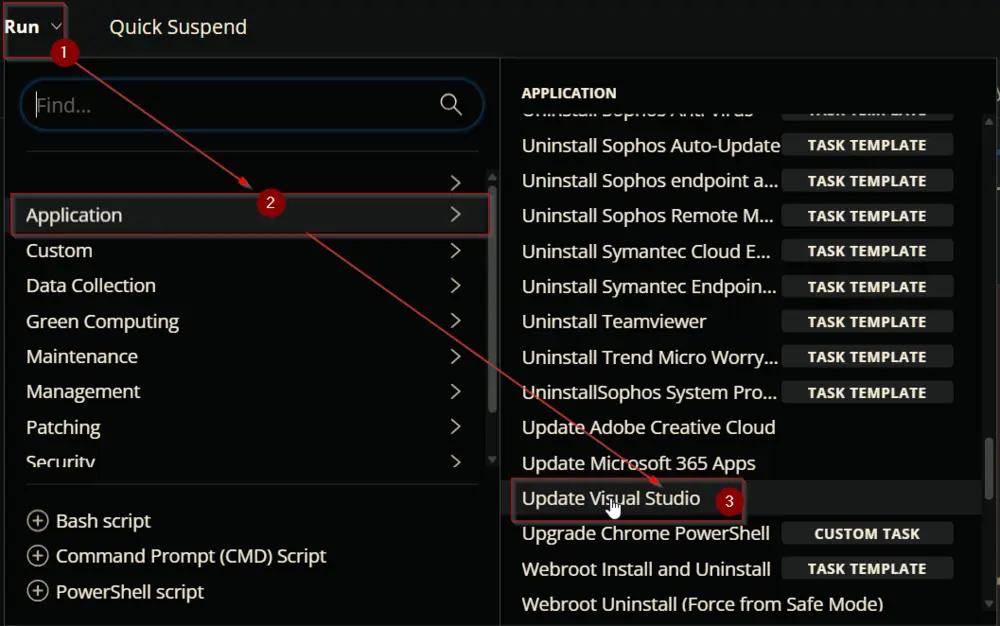 Run
Quick Suspend
1
Find...
2
Application
Custom
Data Collection
Green Computing
Maintenance
Management
Patching
Security
Bash script
Command Prompt (CMD) Script
PowerShell script
APPLICATION
Uninstall Sophos Anti-Virus TASK TEMPLATE
Uninstall Sophos Auto-Update TASK TEMPLATE
Uninstall Sophos endpoint a... TASK TEMPLATE
Uninstall Sophos Remote M... TASK TEMPLATE
Uninstall Symantec Cloud E... TASK TEMPLATE
Uninstall Symantec Endpoin... TASK TEMPLATE
Uninstall Teamviewer TASK TEMPLATE
Uninstall Trend Micro Worry... TASK TEMPLATE
UninstallSophos System Pro... TASK TEMPLATE
Update Adobe Creative Cloud
Update Microsoft 365 Apps
Update Visual Studio 3
Upgrade Chrome PowerShell CUSTOM TASK
Webroot Install and Uninstall TASK TEMPLATE
Webroot Uninstall (Force from Safe Mode)